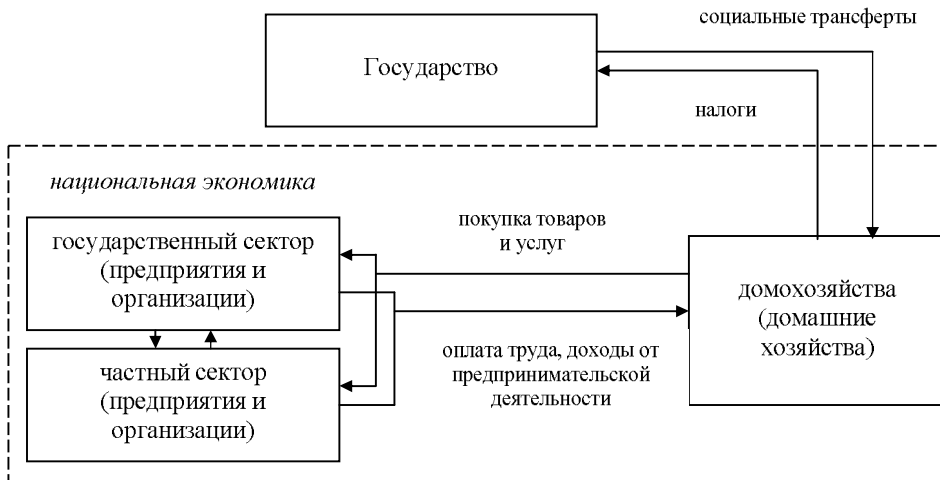 социальные трансферты
Государство
налоги
национальная экономика
государственный сектор
(предприятия и
организации)
покупка товаров
и услуг
домохозяйства
(домашние
хозяйства)
частный сектор
(предприятия и
организации)
оплата труда, доходы от
предпринимательской
деятельности